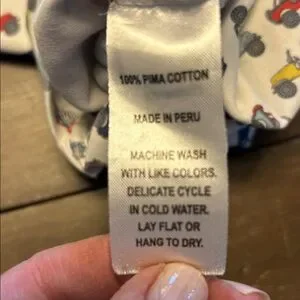 100% PIMA COTTON
MADE IN PERU
MACHINE WASH
WITH LIKE COLORS.
DELICATE CYCLE
IN COLD WATER.
LAY FLAT OR
HANG TO DRY.